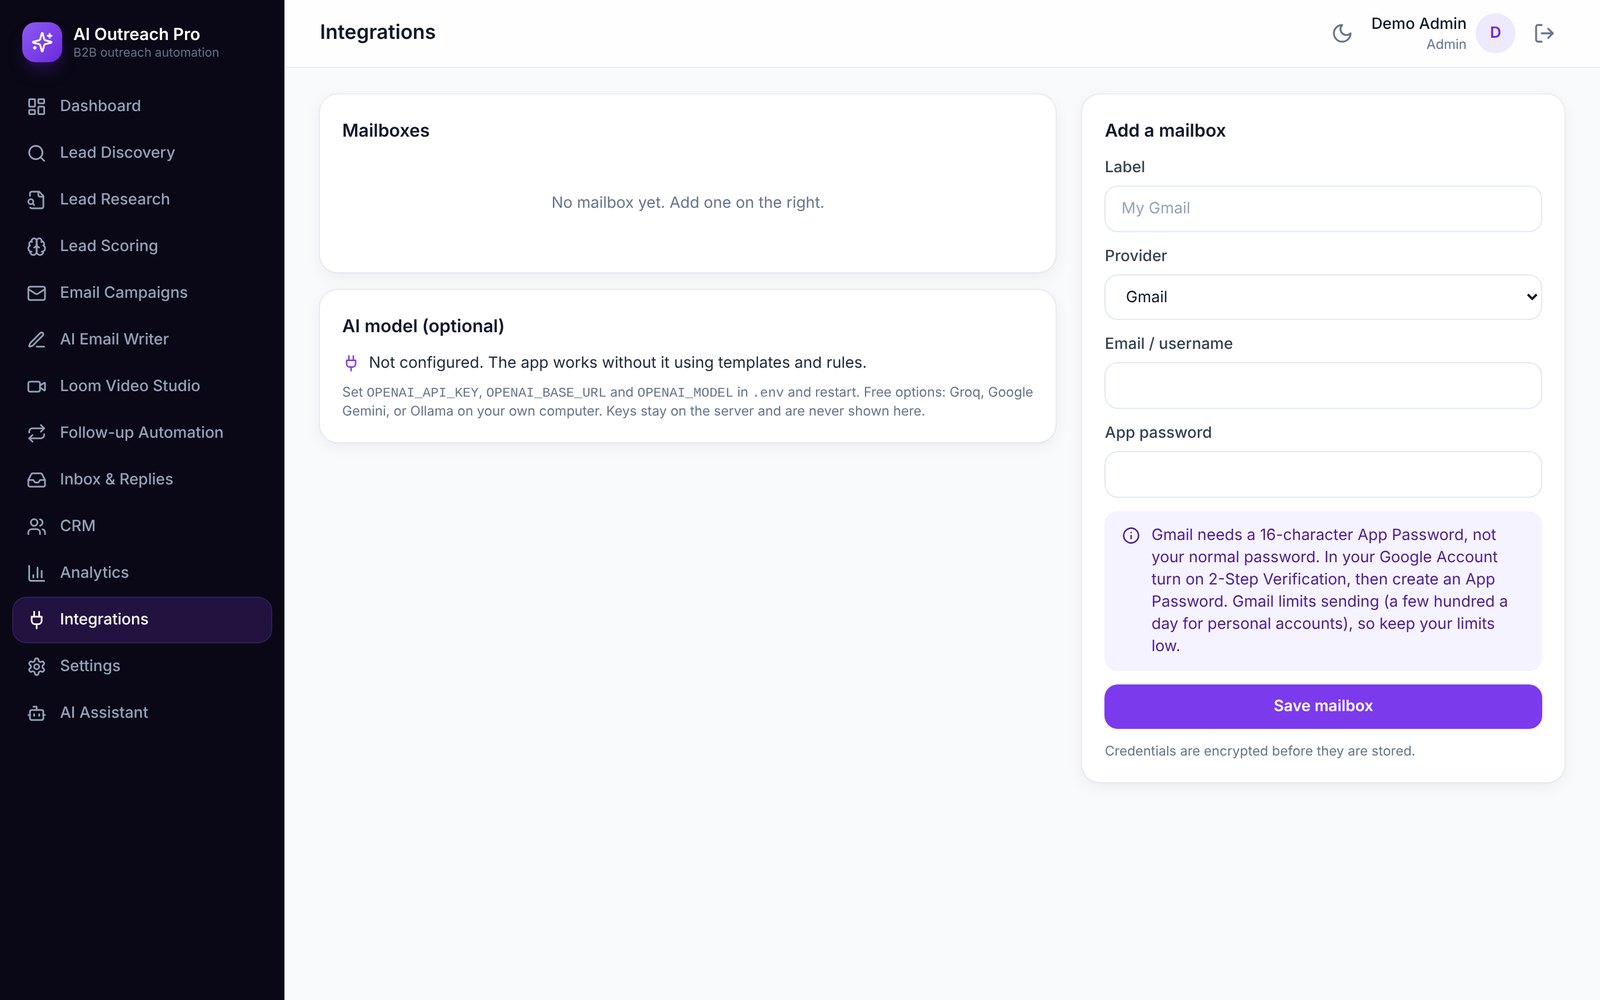 AI Outreach Pro
B2B outreach automation
Dashboard
Lead Discovery
Lead Research
Lead Scoring
Email Campaigns
AI Email Writer
Loom Video Studio
Follow-up Automation
Inbox & Replies
CRM
Analytics
Integrations
Settings
AI Assistant
Integrations
Demo Admin
Admin
D
Mailboxes
No mailbox yet. Add one on the right.
AI model (optional)
Not configured. The app works without it using templates and rules.
Set OPENAI_API_KEY, OPENAI_BASE_URL and OPENAI_MODEL in .env and restart. Free options: Groq, Google
Gemini, or Ollama on your own computer. Keys stay on the server and are never shown here.
Add a mailbox
Label
My Gmail
Provider
Gmail
Email / username
App password
Gmail needs a 16-character App Password, not
your normal password. In your Google Account
turn on 2-Step Verification, then create an App
Password. Gmail limits sending (a few hundred a
day for personal accounts), so keep your limits
low.
Save mailbox
Credentials are encrypted before they are stored.